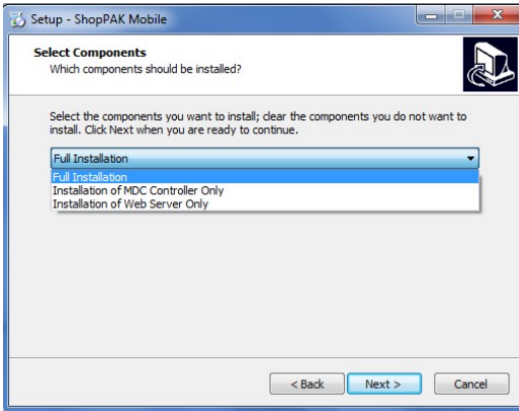 Setup - ShopPAK Mobile
Select Components
Which components should be installed?
Select the components you want to install; clear the components you do not want to
install. Click Next when you are ready to continue.
Full Installation
Full Installation
Installation of MDC Controller Only
Installation of Web Server Only
< Back
Next >
Cancel